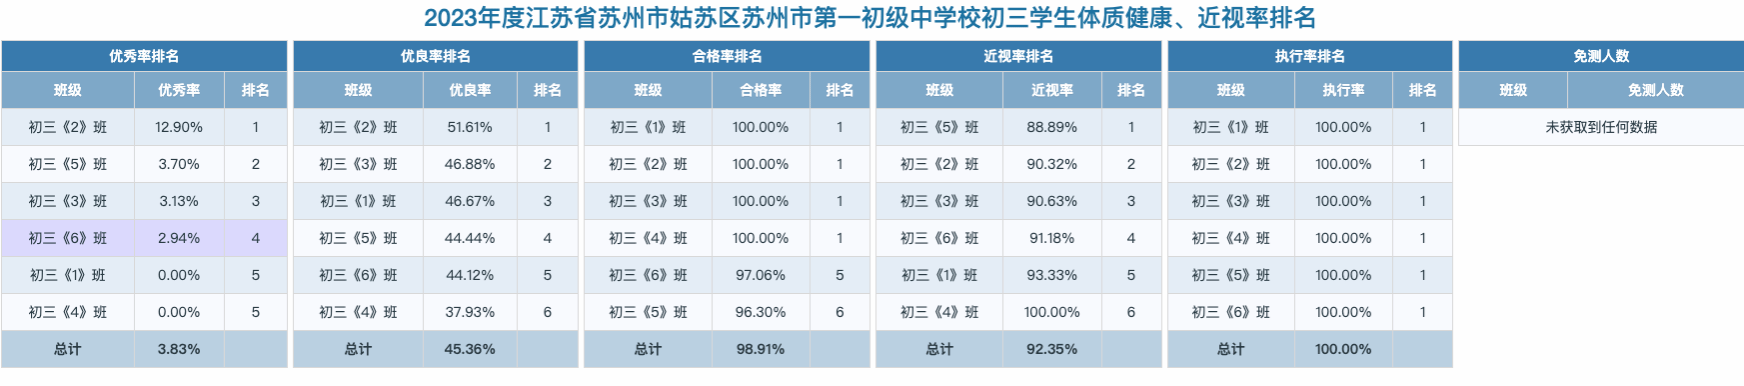 2023年度江苏省苏州市姑苏区苏州市第一初级中学校初三学生体质健康、近视率排名
优秀率排名 优良率排名 合格率排名 近视率排名 执行率排名 免测人数
班级 优秀率 排名 班级 优良率 排名 班级 合格率 排名 班级 近视率 排名 班级 执行率 排名 班级 免测人数
初三《2》班 12.90% 1 初三《2》班 51.61% 1 初三《1》班 100.00% 1 初三《5》班 88.89% 1 初三《1》班 100.00% 1 未获取到任何数据
初三《5》班 3.70% 2 初三《3》班 46.88% 2 初三《2》班 100.00% 1 初三《2》班 90.32% 2 初三《2》班 100.00% 1
初三《3》班 3.13% 3 初三《1》班 46.67% 3 初三《3》班 100.00% 1 初三《3》班 90.63% 3 初三《3》班 100.00% 1
初三《6》班 2.94% 4 初三《5》班 44.44% 4 初三《4》班 100.00% 1 初三《6》班 91.18% 4 初三《4》班 100.00% 1
初三《1》班 0.00% 5 初三《6》班 44.12% 5 初三《6》班 97.06% 5 初三《1》班 93.33% 5 初三《5》班 100.00% 1
初三《4》班 0.00% 5 初三《4》班 37.93% 6 初三《5》班 96.30% 6 初三《4》班 100.00% 6 初三《6》班 100.00% 1
总计 3.83% 总计 45.36% 总计 98.91% 总计 92.35% 总计 100.00%